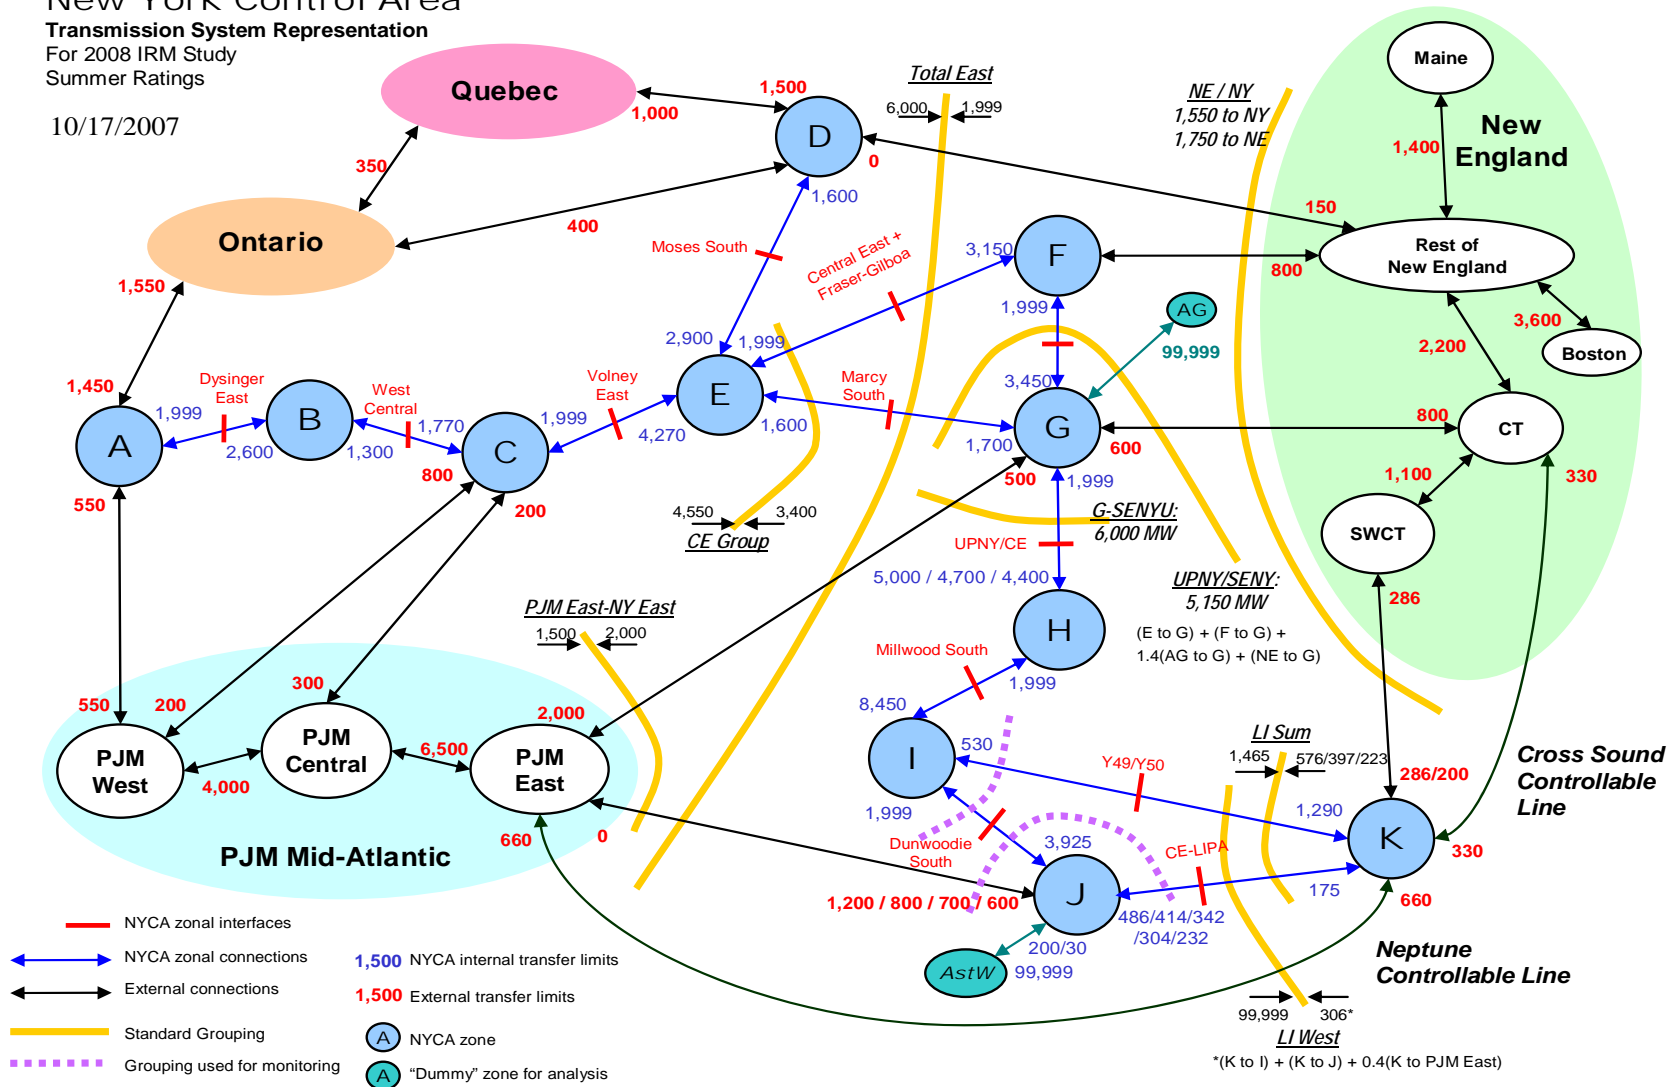 New York Control Area
Transmission System Representation
For 2008 IRM Study
Summer Ratings
10/17/2007
Quebec
1,000
1,500
D
0
1,600
350
Ontario
400
1,550
Moses South
Total East
6,000
1,999
NE / NY
1,550 to NY
1,750 to NE
Maine
New
England
1,400
150
Rest of
New England
800
3,600
Boston
2,200
Central East +
Fraser-Gilboa
3,150
F
1,999
AG
99,999
3,450
2,900
1,999
E
4,270
1,600
Marcy
South
1,700
G
600
500
1,999
800
CT
1,100
330
SWCT
286
1,450
A
1,999
Dysinger
East
2,600
B
1,300
West
Central
1,770
C
1,999
Volney
East
800
200
550
4,550
3,400
CE Group
G-SENYU:
6,000 MW
UPNY/CE
5,000 / 4,700 / 4,400
UPNY/SENY:
5,150 MW
(E to G) + (F to G) +
1.4(AG to G) + (NE to G)
H
Millwood South
1,999
8,450
I
530
1,999
PJM East-NY East
1,500
2,000
550
200
300
2,000
PJM
West
4,000
PJM
Central
6,500
PJM
East
660
0
PJM Mid-Atlantic
Y49/Y50
LI Sum
1,465
576/397/223
286/200
1,290
K
330
175
660
Cross Sound
Controllable
Line
Dunwoodie
South
3,925
CE-LIPA
J
1,200 / 800 / 700 / 600
486/414/342
/304/232
200/30
AstW
99,999
Neptune
Controllable Line
99,999
306*
LI West
*(K to I) + (K to J) + 0.4(K to PJM East)
NYCA zonal interfaces
NYCA zonal connections
1,500 NYCA internal transfer limits
External connections
1,500 External transfer limits
Standard Grouping
A NYCA zone
Grouping used for monitoring
A "Dummy" zone for analysis